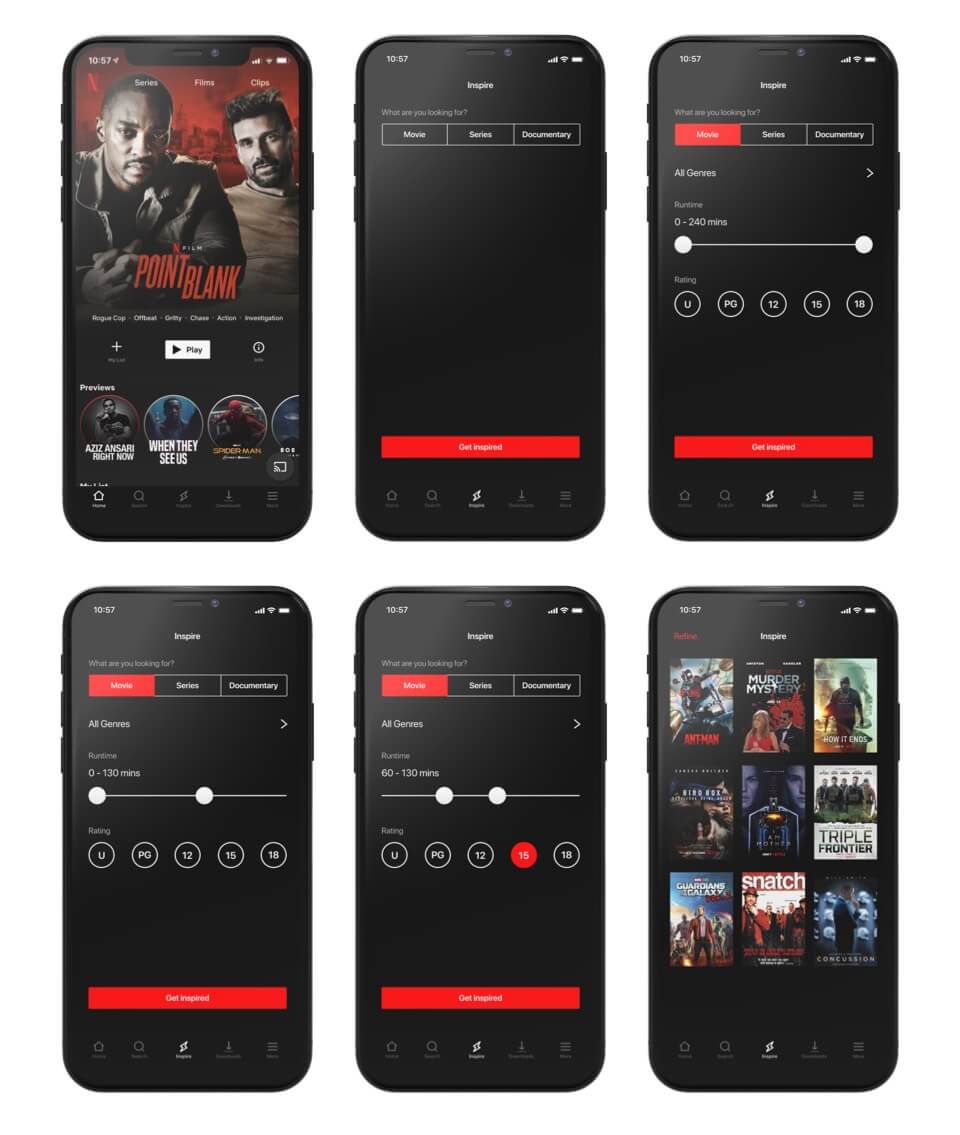 10:57
N Series Films Clips
N FILM
POINT BLANK
Rogue Cop · Offbeat · Gritty · Chase · Action · Investigation
My List Play Info
Previews
AZIZ ANSARI
RIGHT NOW
WHEN THEY
SEE US
SPIDER-MAN
My List
Home Search Inspire Downloads More
10:57
Inspire
What are you looking for?
Movie Series Documentary
Get inspired
Home Search Inspire Downloads More
10:57
Inspire
What are you looking for?
Movie Series Documentary
All Genres
Runtime
0 - 240 mins
Rating
U PG 12 15 18
Get inspired
Home Search Inspire Downloads More
10:57
Inspire
What are you looking for?
Movie Series Documentary
All Genres
Runtime
0 - 130 mins
Rating
U PG 12 15 18
Get inspired
Home Search Inspire Downloads More
10:57
Inspire
What are you looking for?
Movie Series Documentary
All Genres
Runtime
60 - 130 mins
Rating
U PG 12 15 18
Get inspired
Home Search Inspire Downloads More
10:57
Refine Inspire
ANT-MAN
ANISTON SANDLER
MURDER
MYSTERY
HOW IT ENDS
SANDRA BULLOCK
BIRD BOX
I AM
MOTHER
TRIPLE
FRONTIER
GUARDIANS
OF THE
GALAXY
snatch
WILL SMITH
CONCUSSION
Home Search Inspire Downloads More